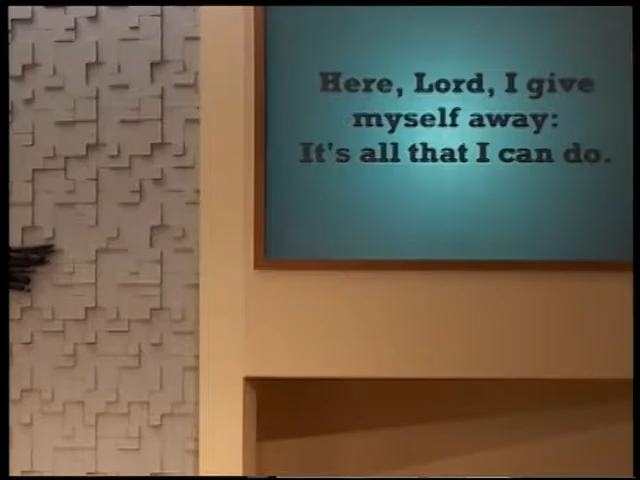 Here, Lord, I give
myself away:
It's all that I can do.